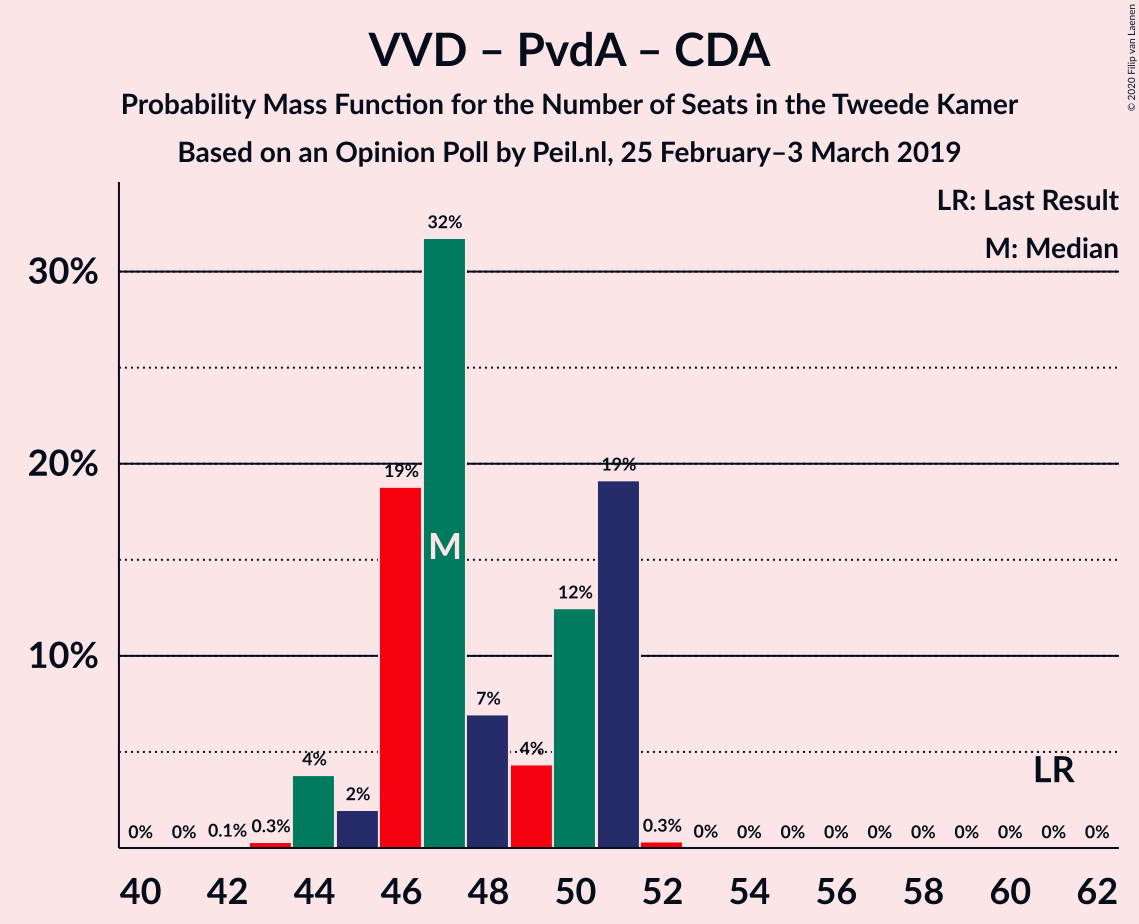 VVD – PvdA – CDA
Probability Mass Function for the Number of Seats in the Tweede Kamer
Based on an Opinion Poll by Peil.nl, 25 February–3 March 2019
© 2020 Filip van Laenen
LR: Last Result
M: Median
30%
20%
10%
0% 0% 0.1% 0.3% 4% 2% 19% 32% 7% 4% 12% 19% 0.3% 0% 0% 0% 0% 0% 0% 0% 0% 0% 0%
M
LR
40 42 44 46 48 50 52 54 56 58 60 62